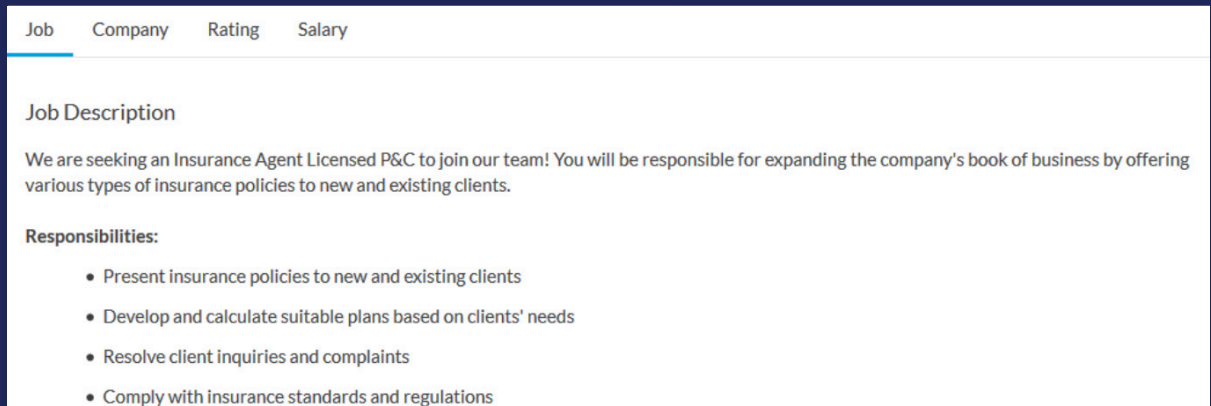 Job Company Rating Salary
Job Description
We are seeking an Insurance Agent Licensed P&C to join our team! You will be responsible for expanding the company's book of business by offering
various types of insurance policies to new and existing clients.
Responsibilities:
• Present insurance policies to new and existing clients
• Develop and calculate suitable plans based on clients' needs
• Resolve client inquiries and complaints
• Comply with insurance standards and regulations